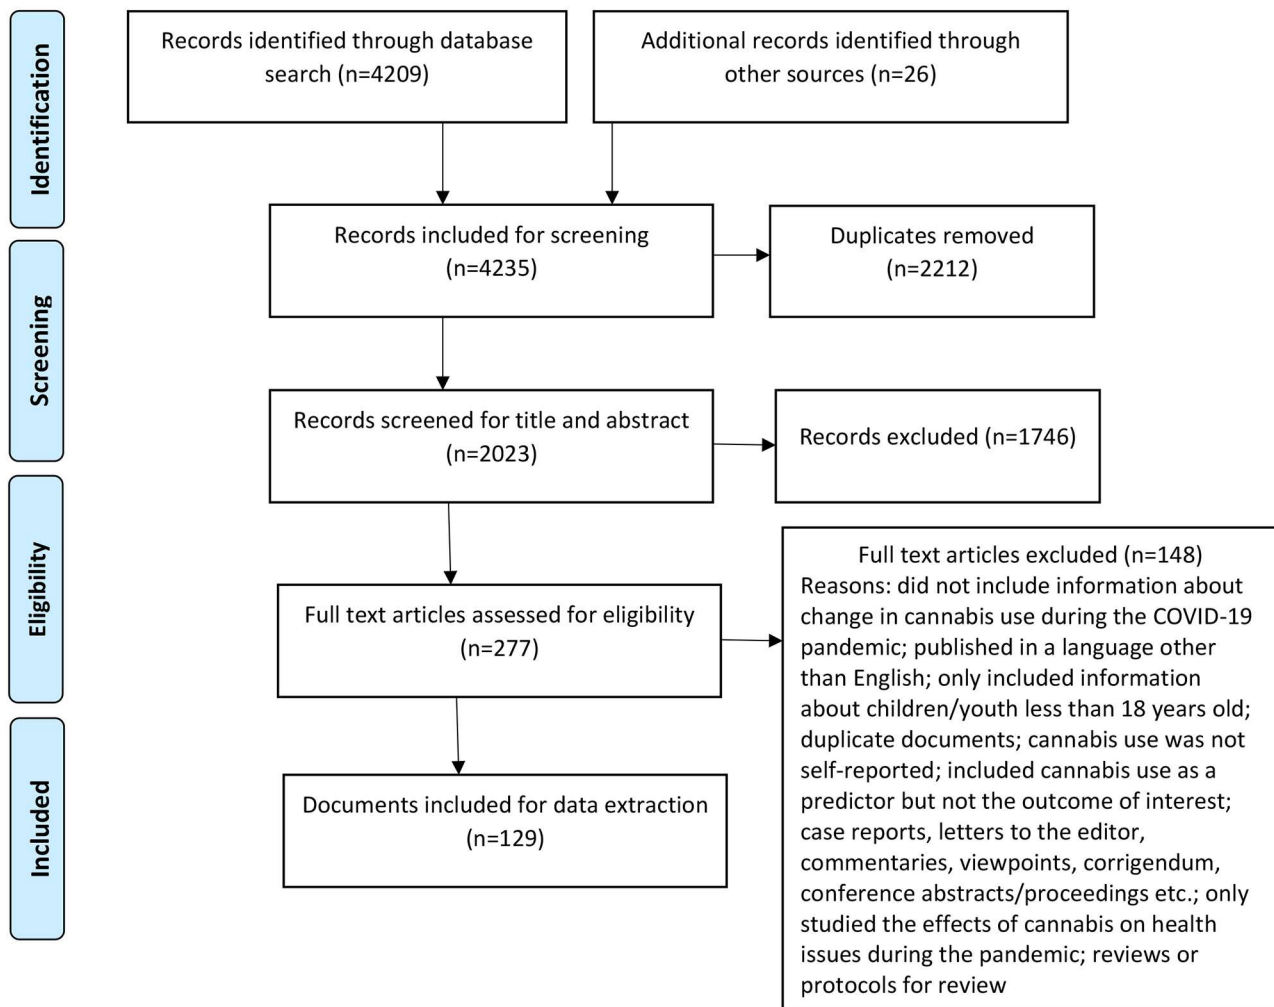 Identification
Records identified through database
search (n=4209)
Additional records identified through
other sources (n=26)
Screening
Records included for screening
(n=4235)
Duplicates removed
(n=2212)
Records screened for title and abstract
(n=2023)
Records excluded (n=1746)
Eligibility
Full text articles assessed for eligibility
(n=277)
Full text articles excluded (n=148)
Reasons: did not include information about
change in cannabis use during the COVID-19
pandemic; published in a language other
than English; only included information
about children/youth less than 18 years old;
duplicate documents; cannabis use was not
self-reported; included cannabis use as a
predictor but not the outcome of interest;
case reports, letters to the editor,
commentaries, viewpoints, corrigendum,
conference abstracts/proceedings etc.; only
studied the effects of cannabis on health
issues during the pandemic; reviews or
protocols for review
Included
Documents included for data extraction
(n=129)